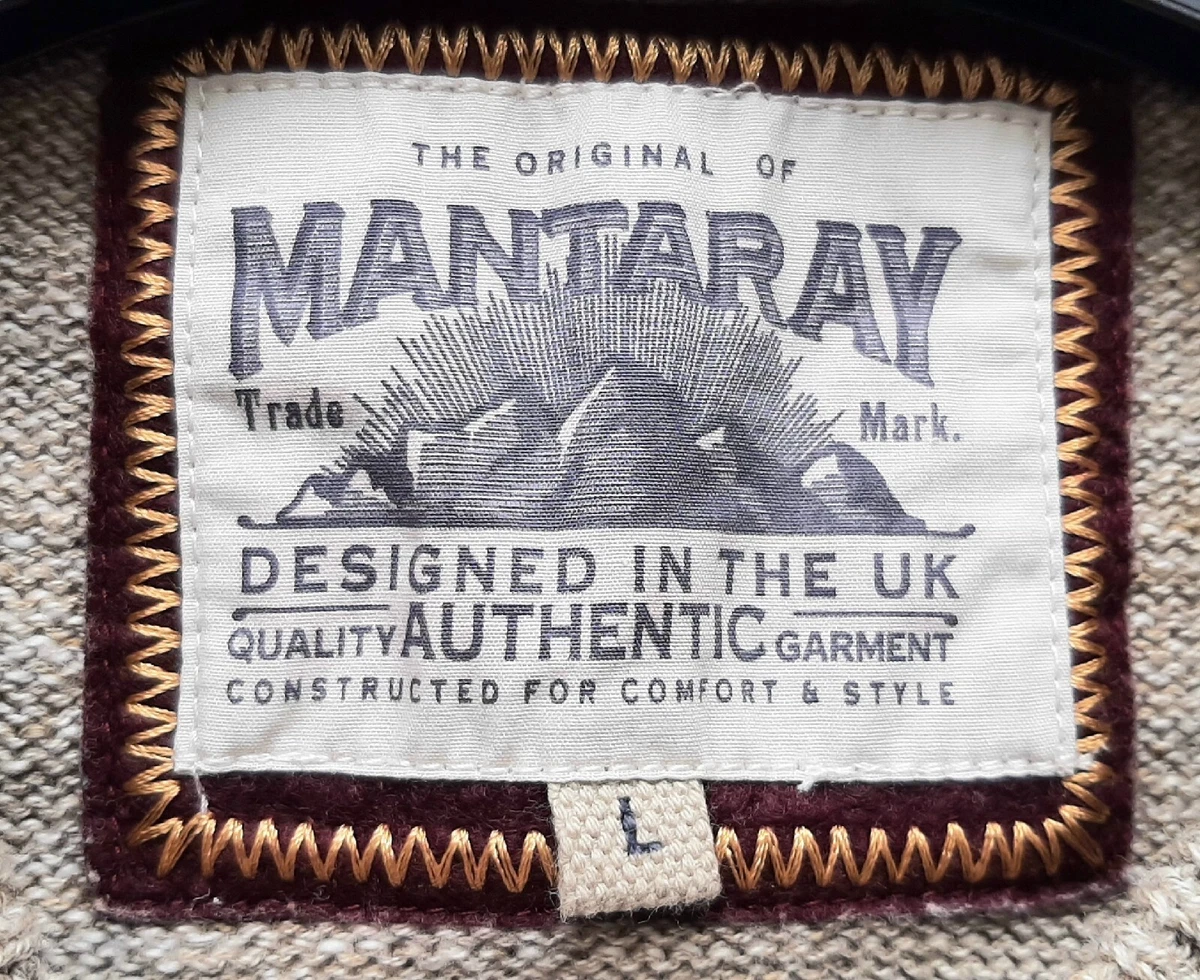 THE ORIGINAL OF
MANTARAY
Trade Mark.
DESIGNED IN THE UK
QUALITY AUTHENTIC GARMENT
CONSTRUCTED FOR COMFORT & STYLE
L